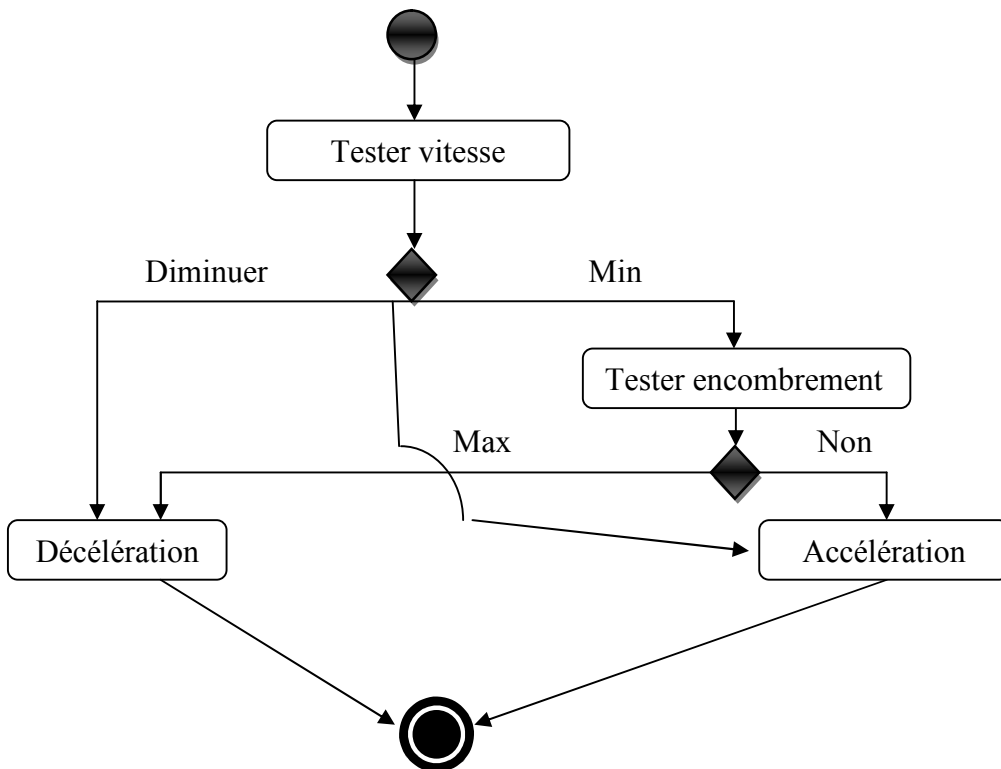 Tester vitesse
Diminuer
Min
Tester encombrement
Max
Non
Décélération
Accélération